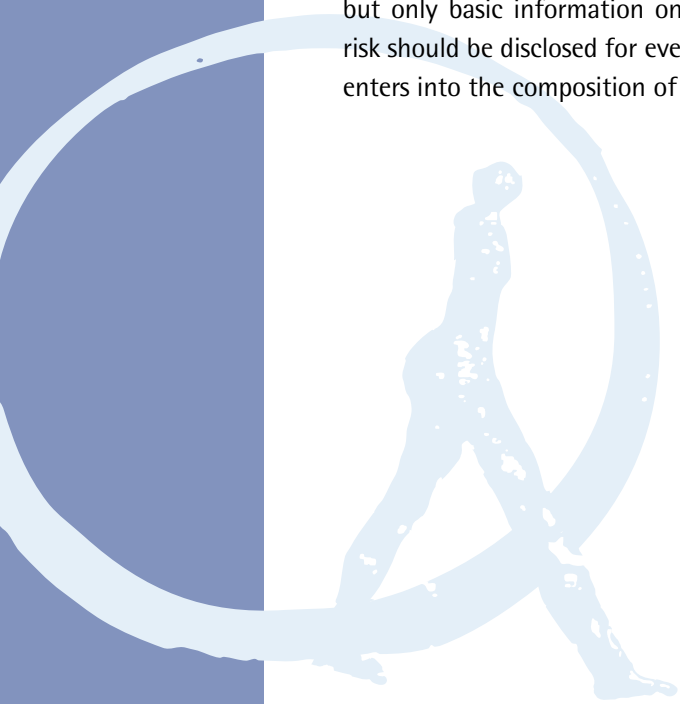 but only basic information on
risk should be disclosed for eve
enters into the composition of